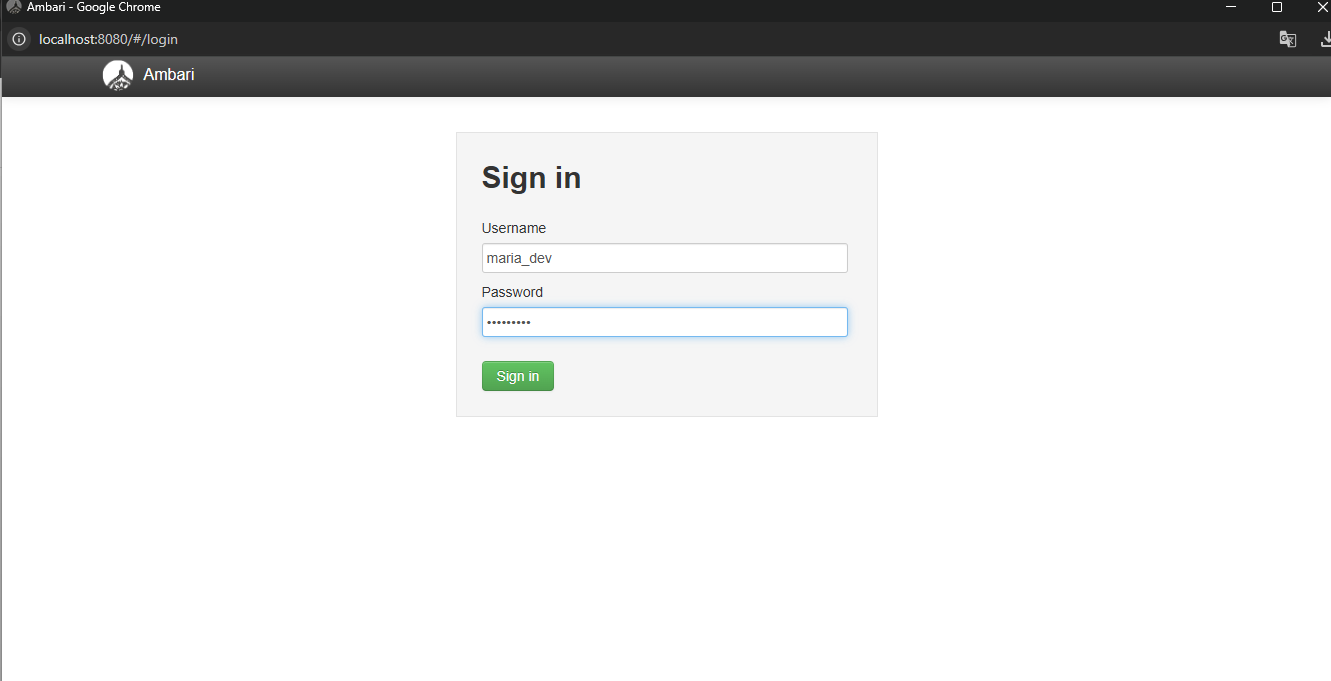 Ambari - Google Chrome
localhost:8080/#/login
Ambari
Sign in
Username
maria_dev
Password
•••••••••
Sign in